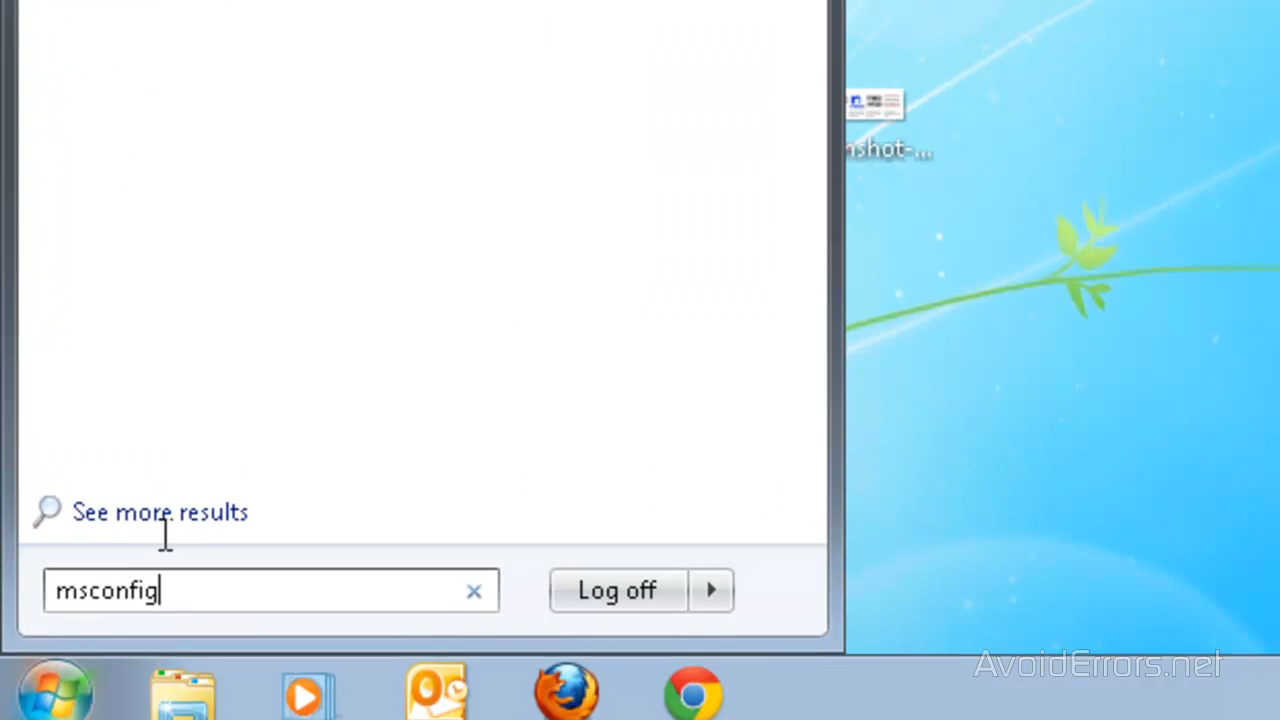 nshot-...
See more results
msconfig
Log off
AvoidErrors.net